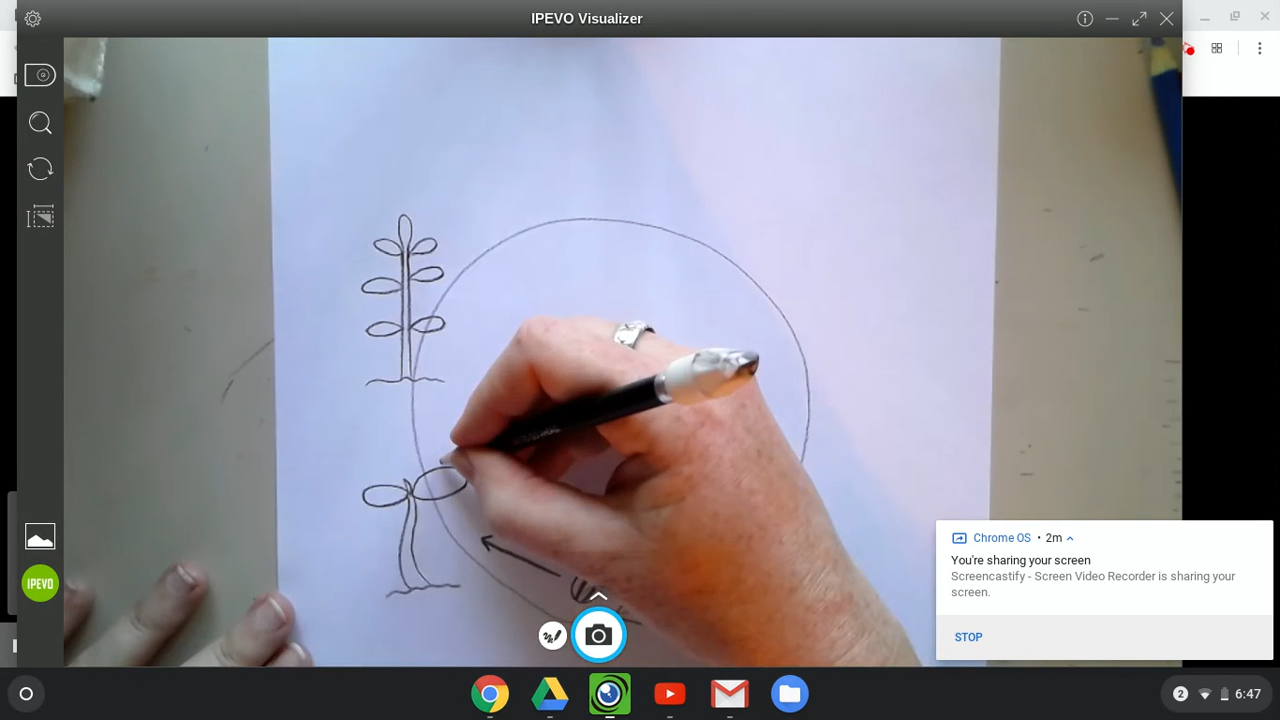 IPEVO Visualizer
IPEVO
Chrome OS • 2m
You're sharing your screen
Screencastify - Screen Video Recorder is sharing your
screen.
STOP
2
6:47